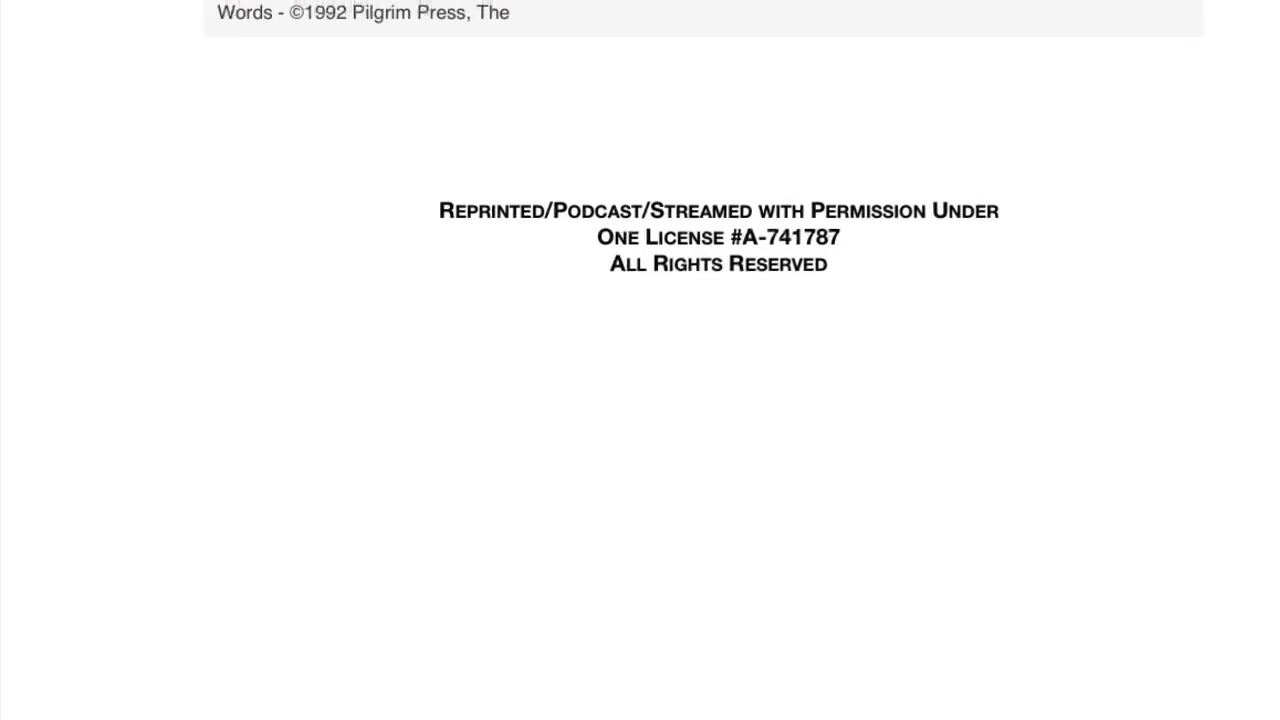 Words - ©1992 Pilgrim Press, The
Reprinted/Podcast/Streamed with Permission Under
One License #A-741787
All Rights Reserved